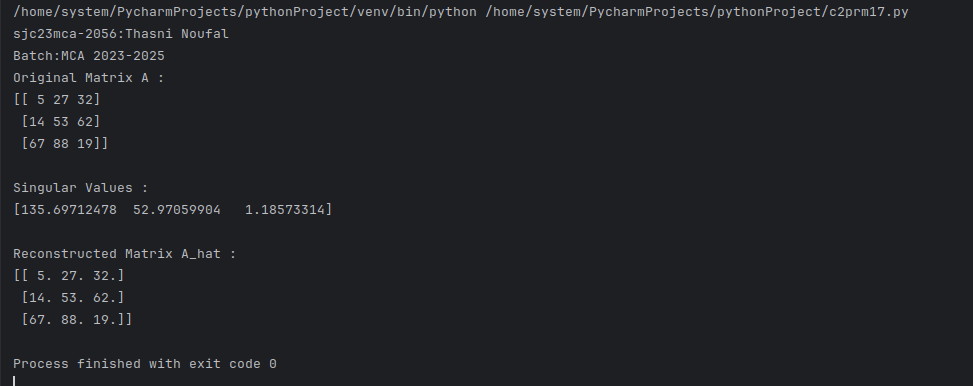 /home/system/PycharmProjects/pythonProject/venv/bin/python /home/system/PycharmProjects/pythonProject/c2prm17.py
sjc23mca-2056:Thasni Noufal
Batch:MCA 2023-2025
Original Matrix A :
[[ 5 27 32]
 [14 53 62]
 [67 88 19]]

Singular Values :
[135.69712478  52.97059904   1.18573314]

Reconstructed Matrix A_hat :
[[ 5. 27. 32.]
 [14. 53. 62.]
 [67. 88. 19.]]

Process finished with exit code 0